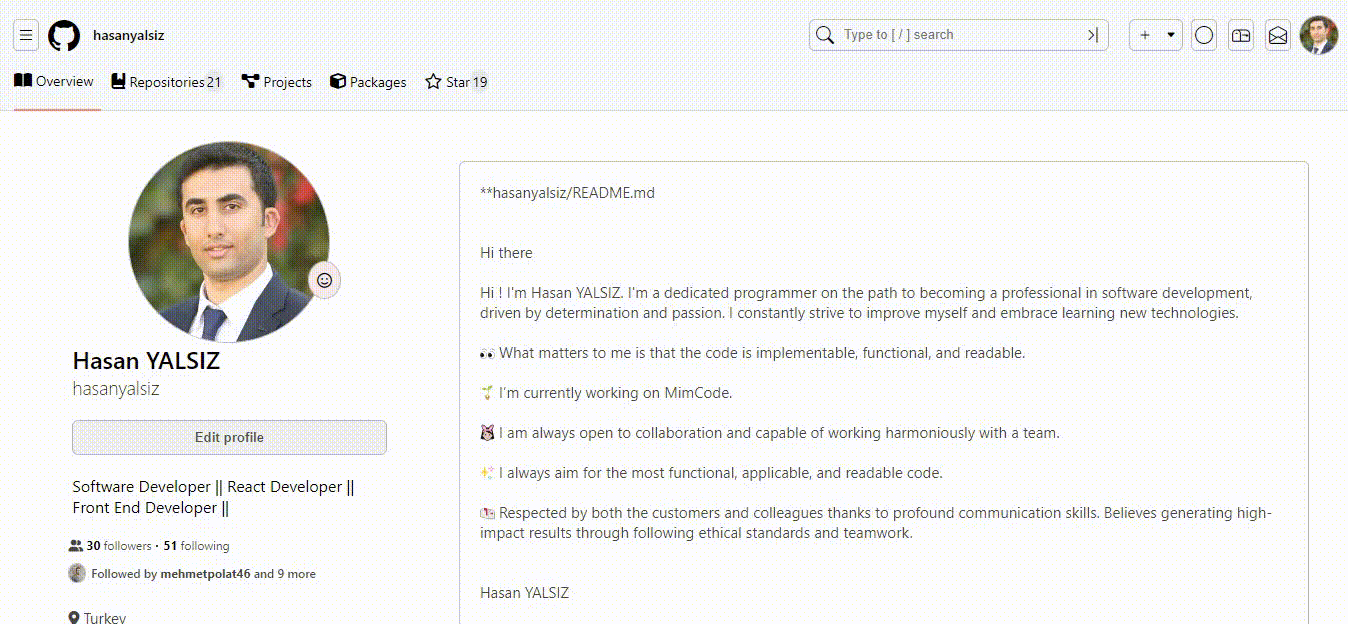 hasanyalsiz
Type to [ / ] search
Overview
Repositories 21
Projects
Packages
Star 19
Hasan YALSIZ
hasanyalsiz
Edit profile
Software Developer || React Developer ||
Front End Developer ||
30 followers · 51 following
Followed by mehmetpolat46 and 9 more
Turkey
**hasanyalsiz/README.md
Hi there
Hi ! I'm Hasan YALSIZ. I'm a dedicated programmer on the path to becoming a professional in software development,
driven by determination and passion. I constantly strive to improve myself and embrace learning new technologies.
👀 What matters to me is that the code is implementable, functional, and readable.
🌱 I'm currently working on MimCode.
I am always open to collaboration and capable of working harmoniously with a team.
✨ I always aim for the most functional, applicable, and readable code.
Respected by both the customers and colleagues thanks to profound communication skills. Believes generating high-
impact results through following ethical standards and teamwork.
Hasan YALSIZ